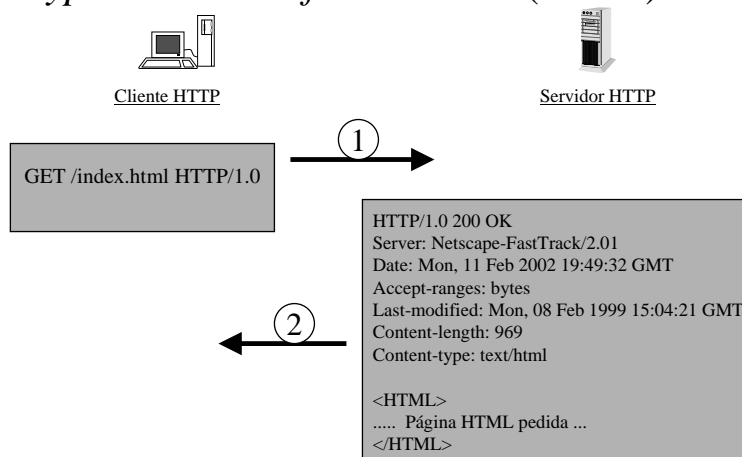 Cliente HTTP
Servidor HTTP
1
GET /index.html HTTP/1.0
HTTP/1.0 200 OK
Server: Netscape-FastTrack/2.01
Date: Mon, 11 Feb 2002 19:49:32 GMT
Accept-ranges: bytes
Last-modified: Mon, 08 Feb 1999 15:04:21 GMT
Content-length: 969
Content-type: text/html
2
<HTML>
..... Página HTML pedida ...
</HTML>